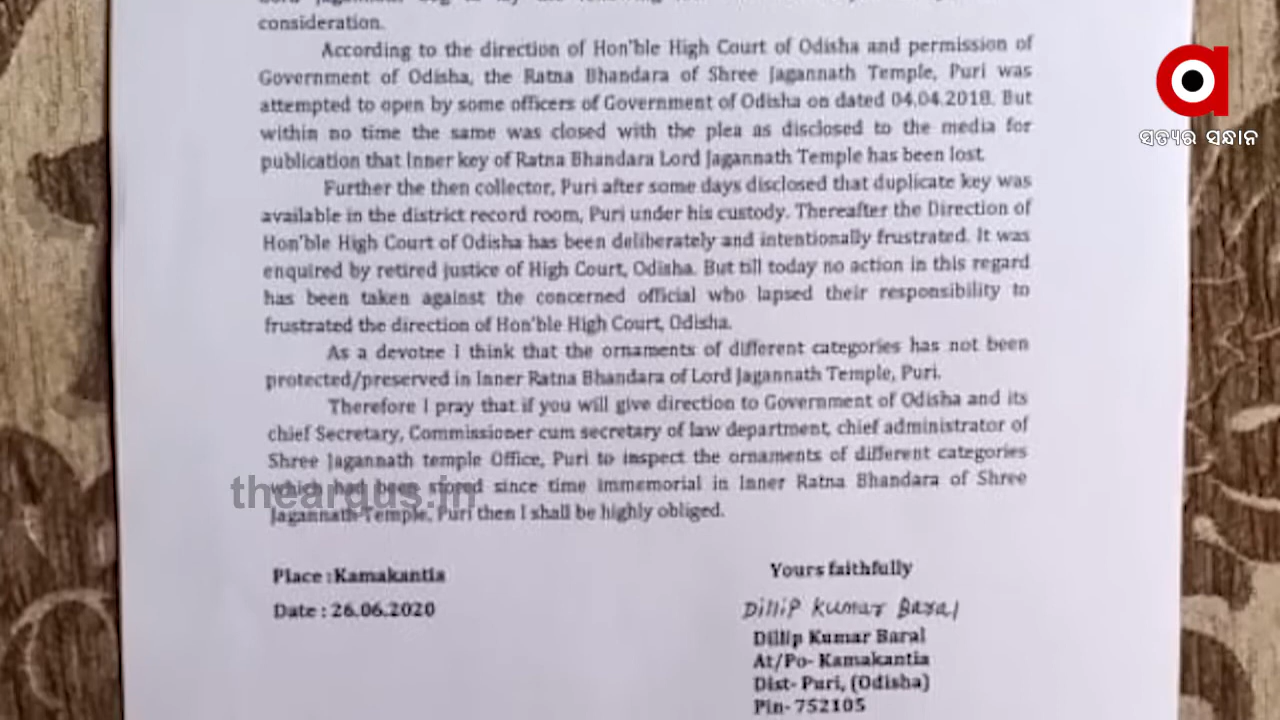 consideration.
According to the direction of Hon'ble High Court of Odisha and permission of
Government of Odisha, the Ratna Bhandara of Shree Jagannath Temple, Puri was
attempted to open by some officers of Government of Odisha on dated 04.04.2018. But
within no time the same was closed with the plea as disclosed to the media for
publication that Inner key of Ratna Bhandara Lord Jagannath Temple has been lost.
Further the then collector, Puri after some days disclosed that duplicate key was
available in the district record room, Puri under his custody. Thereafter the Direction of
Hon'ble High Court of Odisha has been deliberately and intentionally frustrated. It was
enquired by retired justice of High Court, Odisha. But till today no action in this regard
has been taken against the concerned official who lapsed their responsibility to
frustrated the direction of Hon'ble High Court, Odisha.
As a devotee I think that the ornaments of different categories has not been
protected/preserved in Inner Ratna Bhandara of Lord Jagannath Temple, Puri.
Therefore I pray that if you will give direction to Government of Odisha and its
chief Secretary, Commissioner cum secretary of law department, chief administrator of
Shree Jagannath temple Office, Puri to inspect the ornaments of different categories
which had been stored since time immemorial in Inner Ratna Bhandara of Shree
Jagannath Temple, Puri then I shall be highly obliged.
Place : Kamakantia
Date : 26.06.2020
Yours faithfully
Dillip Kumar Baral
Dillip Kumar Baral
At/Po- Kamakantia
Dist- Puri, (Odisha)
Pin- 752105
theargus.in
ସତ୍ୟର ସନ୍ଧାନ